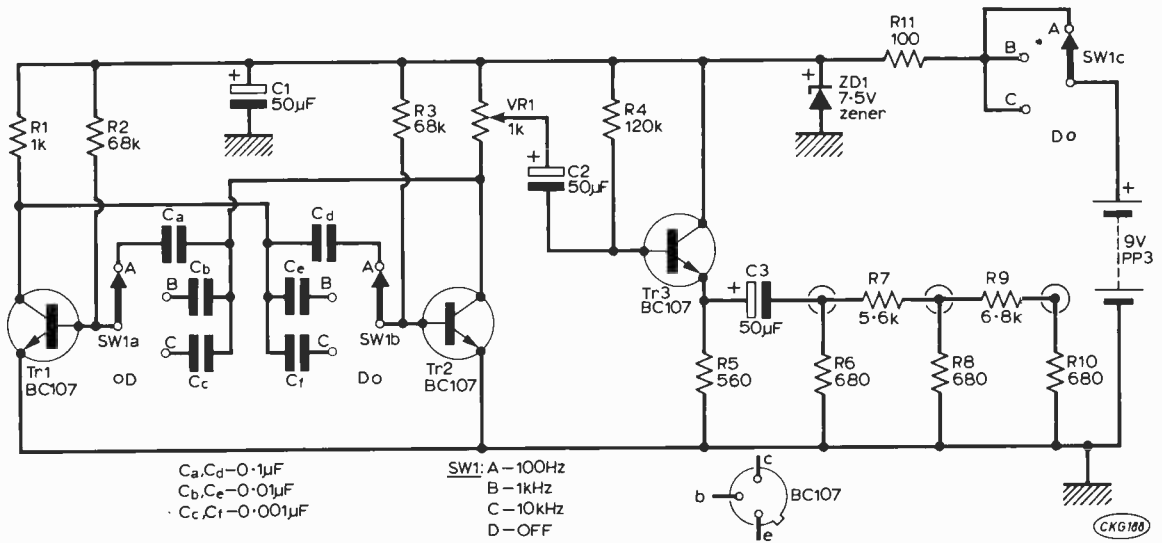 R11
100
A
B
SW1c
C
D
+
C1
50µF
R3
68k
VR1
1k
R4
120k
+
ZD1
7·5V
zener
R1
1k
R2
68k
+
C2
50µF
Ca
Cd
A
A
Cb
Ce
B
B
C
C
Cc
Cf
SW1a
SW1b
D
D
Tr1
BC107
Tr2
BC107
Tr3
BC107
+
C3
50µF
R7
5·6k
R9
6·8k
R5
560
R6
680
R8
680
R10
680
+
9V
PP3
Ca,Cd–0·1µF
Cb,Ce–0·01µF
Cc,Cf–0·001µF
SW1: A–100Hz
B–1kHz
C–10kHz
D–OFF
c
b
e
BC107
CKG188